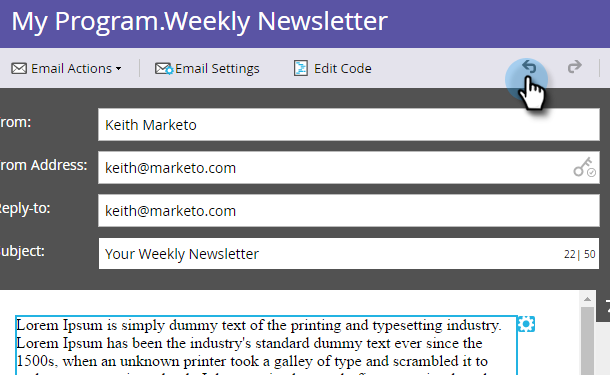 My Program.Weekly Newsletter
Email Actions Email Settings Edit Code
rom: Keith Marketo
rom Address: keith@marketo.com
Reply-to: keith@marketo.com
ubject: Your Weekly Newsletter 22| 50
Lorem Ipsum is simply dummy text of the printing and typesetting industry.
Lorem Ipsum has been the industry's standard dummy text ever since the
1500s, when an unknown printer took a galley of type and scrambled it to